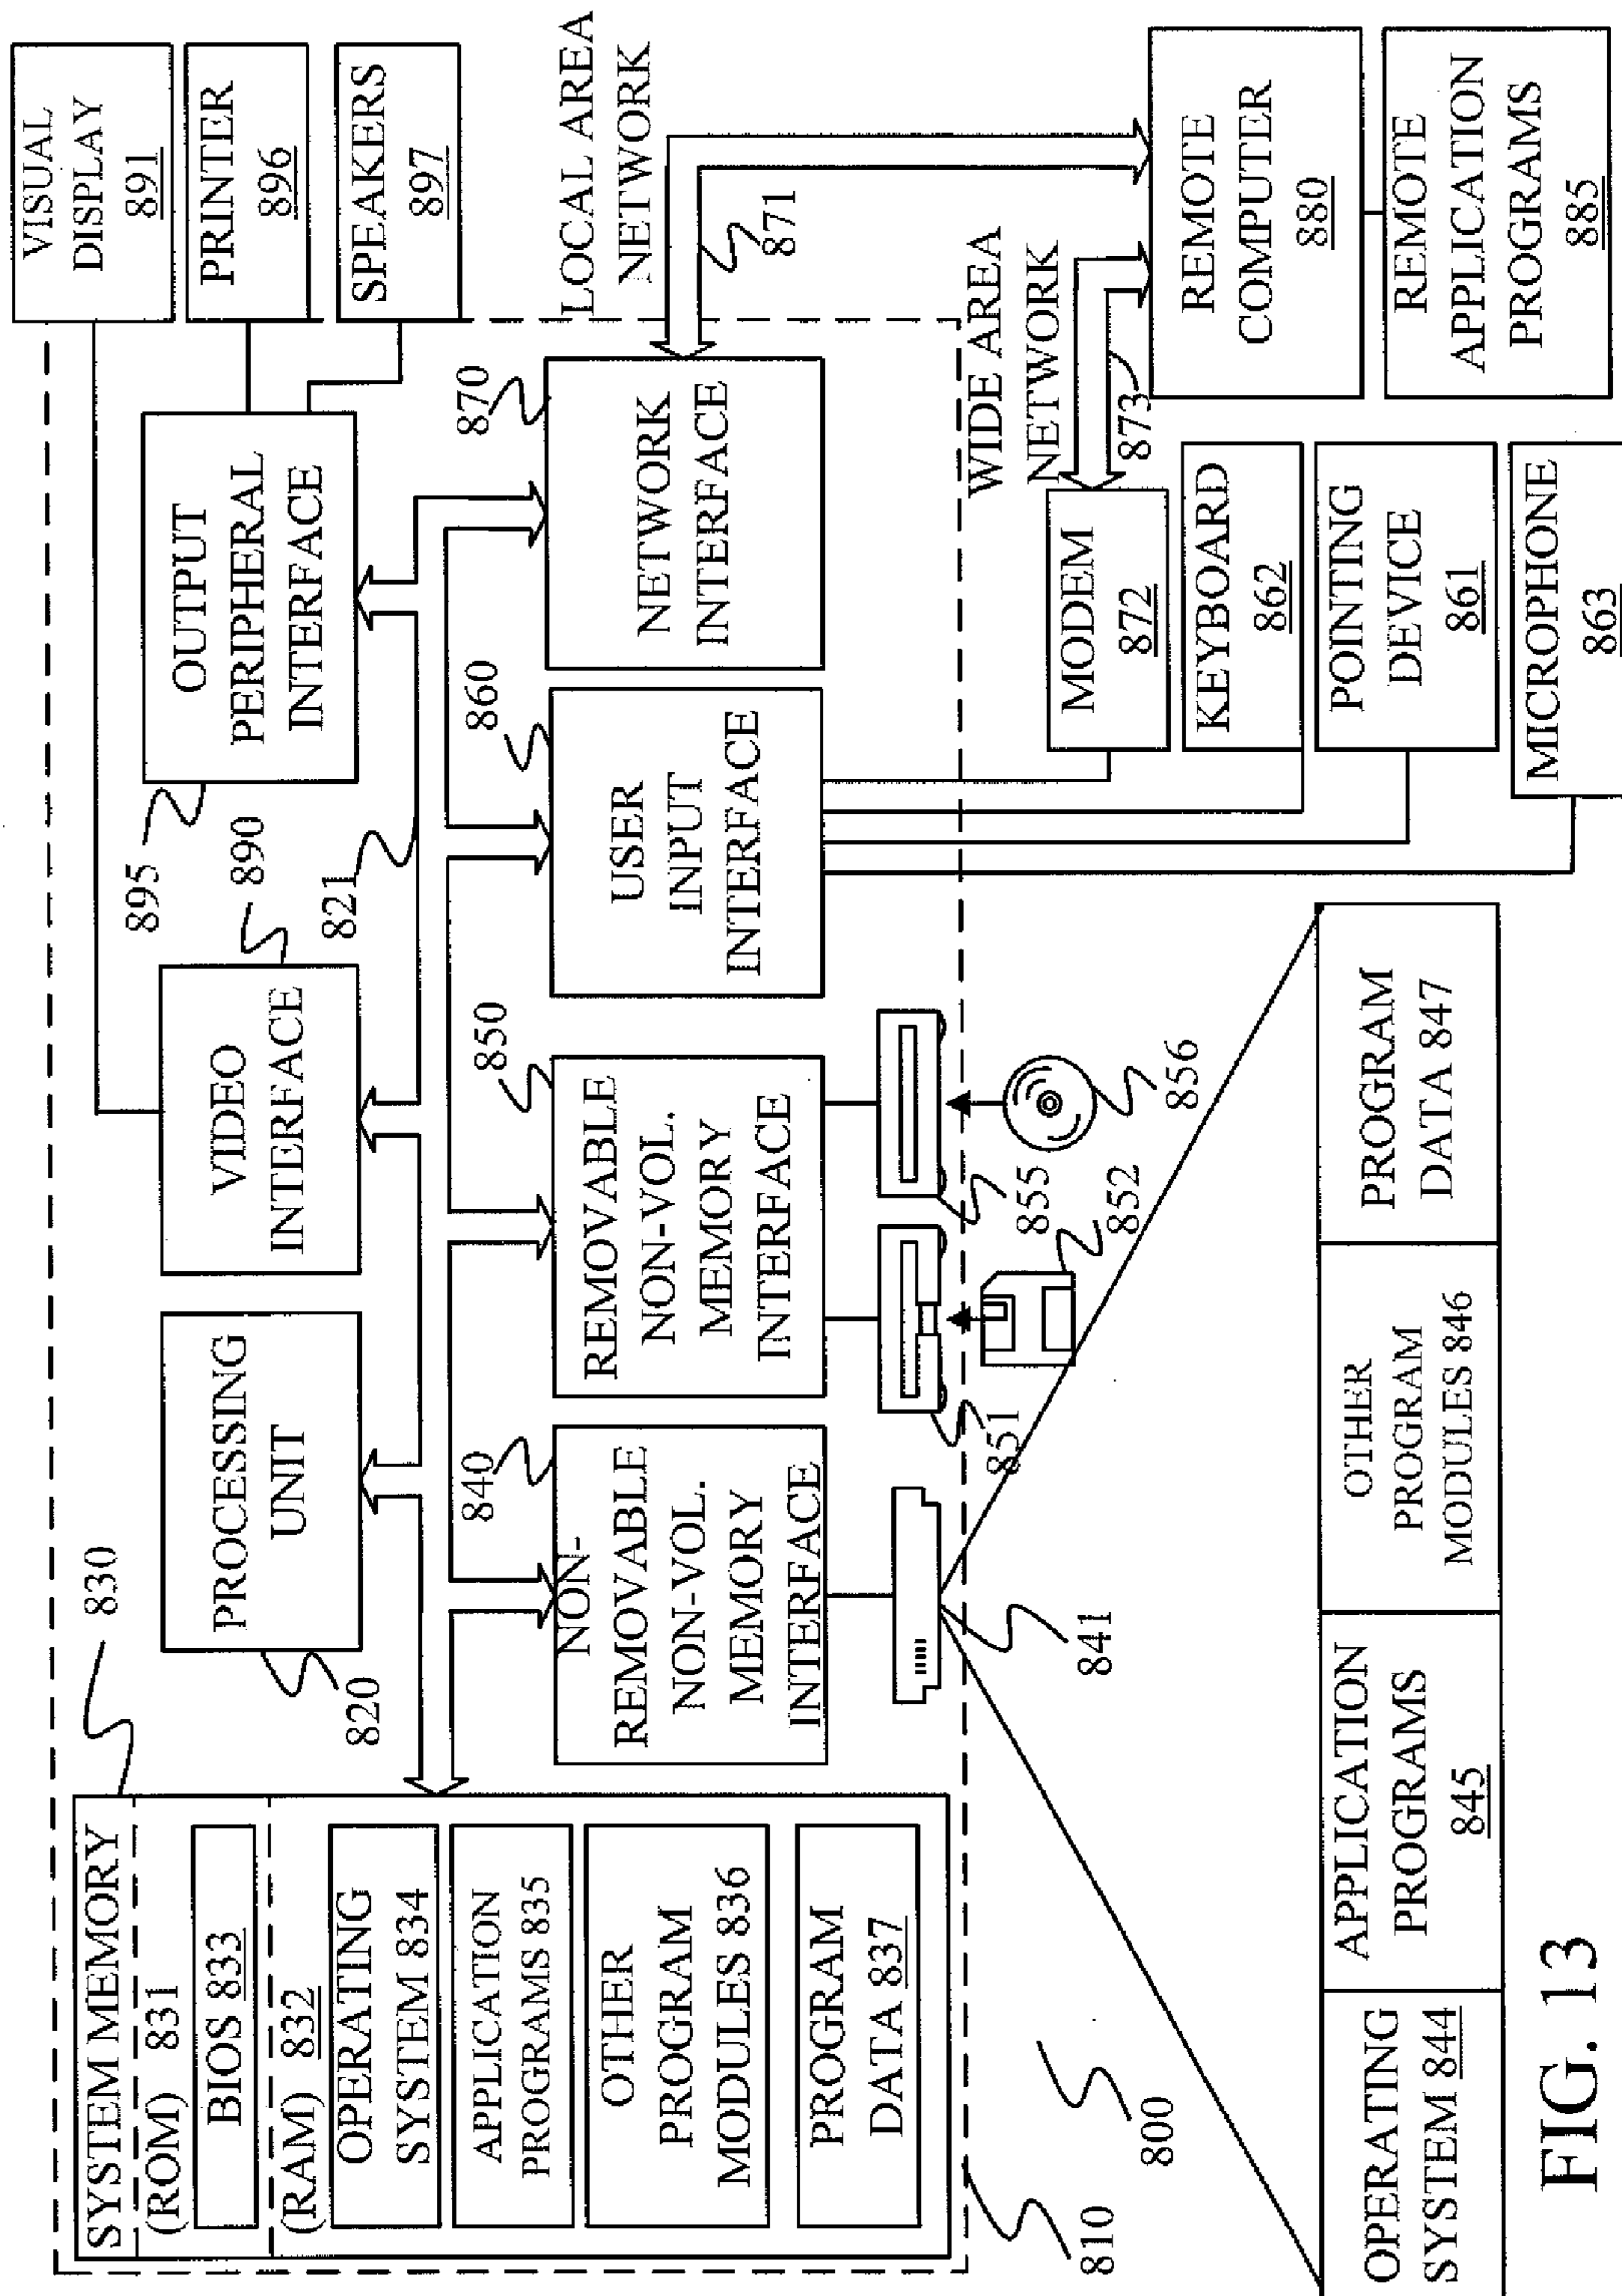 SYSTEM MEMORY
(ROM) 831
BIOS 833
(RAM) 832
OPERATING
SYSTEM 834
APPLICATION
PROGRAMS 835
OTHER
PROGRAM
MODULES 836
PROGRAM
DATA 837
830
PROCESSING
UNIT
820
VIDEO
INTERFACE
890
821
OUTPUT
PERIPHERAL
INTERFACE
895
VISUAL
DISPLAY
891
PRINTER
896
SPEAKERS
897
NON-
REMOVABLE
NON-VOL.
MEMORY
INTERFACE
840
REMOVABLE
NON-VOL.
MEMORY
INTERFACE
850
USER
INPUT
INTERFACE
860
NETWORK
INTERFACE
870
LOCAL AREA
NETWORK
871
841
851
852
855
856
WIDE AREA
NETWORK
873
MODEM
872
KEYBOARD
862
POINTING
DEVICE
861
MICROPHONE
863
REMOTE
COMPUTER
880
REMOTE
APPLICATION
PROGRAMS
885
810
800
OPERATING
SYSTEM 844
APPLICATION
PROGRAMS
845
OTHER
PROGRAM
MODULES 846
PROGRAM
DATA 847
FIG. 13